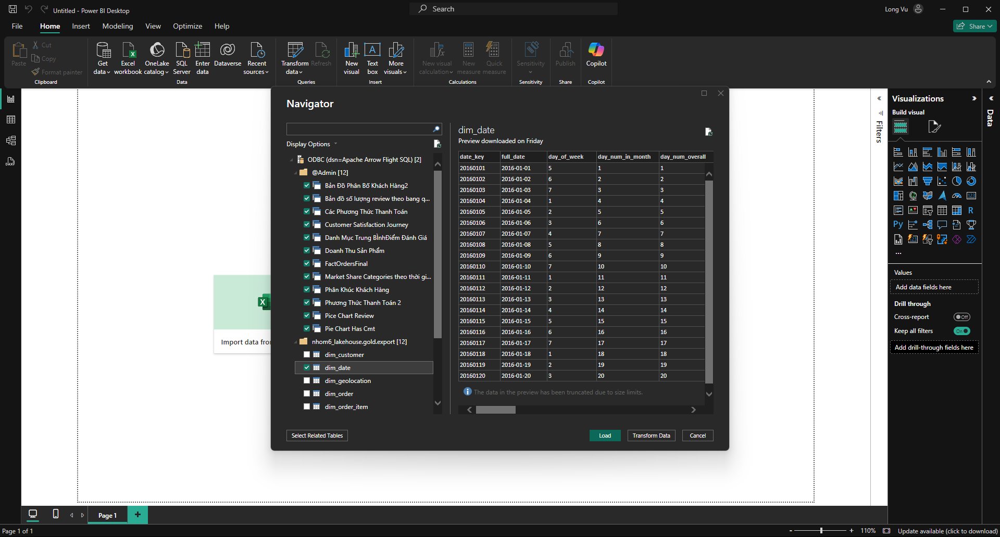 Untitled - Power BI Desktop
Search
Long Vu
File Home Insert Modeling View Optimize Help
Share
Paste
Cut
Copy
Format painter
Clipboard
Get data
Excel workbook
OneLake catalog
SQL Server
Enter data
Dataverse
Recent sources
Data
Transform data
Refresh
Queries
New visual
Text box
More visuals
Insert
New visual calculation
New measure
Quick measure
Calculations
Sensitivity
Sensitivity
Publish
Share
Copilot
Copilot
Import data fro
Navigator
Display Options
ODBC (dsn=Apache Arrow Flight SQL) [2]
@Admin [12]
Bản Đồ Phân Bố Khách Hàng2
Bản đồ số lượng review theo bang q...
Các Phương Thức Thanh Toán
Customer Satisfaction Journey
Danh Mục Trung BÌnhĐiểm Đánh Giá
Doanh Thu Sản Phẩm
FactOrdersFinal
Market Share Categories theo thời gi...
Phân Khúc Khách Hàng
Phương Thức Thanh Toán 2
Pice Chart Review
Pie Chart Has Cmt
nhom6_lakehouse.gold.export [12]
dim_customer
dim_date
dim_geolocation
dim_order
dim_order_item
Select Related Tables
dim_date
Preview downloaded on Friday
date_key full_date day_of_week day_num_in_month day_num_overall
20160101 2016-01-01 5 1 1
20160102 2016-01-02 6 2 2
20160103 2016-01-03 7 3 3
20160104 2016-01-04 1 4 4
20160105 2016-01-05 2 5 5
20160106 2016-01-06 3 6 6
20160107 2016-01-07 4 7 7
20160108 2016-01-08 5 8 8
20160109 2016-01-09 6 9 9
20160110 2016-01-10 7 10 10
20160111 2016-01-11 1 11 11
20160112 2016-01-12 2 12 12
20160113 2016-01-13 3 13 13
20160114 2016-01-14 4 14 14
20160115 2016-01-15 5 15 15
20160116 2016-01-16 6 16 16
20160117 2016-01-17 7 17 17
20160118 2016-01-18 1 18 18
20160119 2016-01-19 2 19 19
20160120 2016-01-20 3 20 20
The data in the preview has been truncated due to size limits.
Load
Transform Data
Cancel
Filters
Visualizations
Build visual
123
R
Py
123
...
Values
Add data fields here
Drill through
Cross-report Off
Keep all filters On
Add drill-through fields here
Data
DAX
Page 1
+
Page 1 of 1
- + 110%
Update available (click to download)